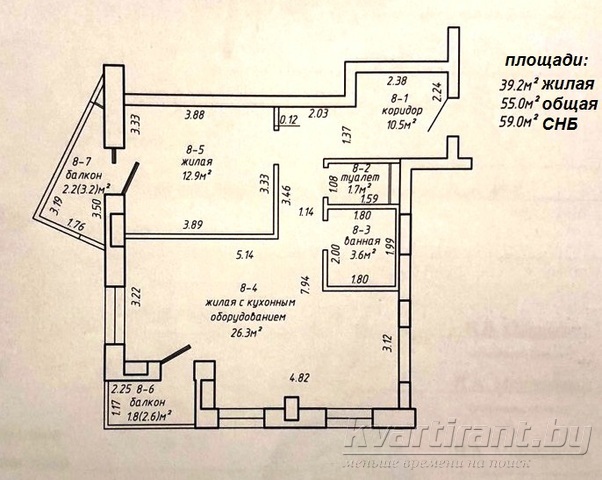 площади:
39.2м² жилая
55.0м² общая
59.0м² СНБ
2.38
8-1
коридор
10.5м²
2.24
3.33
3.88
0.12
2.03
1.37
8-5
жилая
12.9м²
8-7
балкон
2.2(3.2)м²
3.19
3.50
1.76
3.33
3.46
3.89
8-2
туалет
1.7м²
1.08
1.59
1.14
1.80
8-3
ванная
3.6м²
2.00
1.99
1.80
5.14
8-4
жилая с кухонным
оборудованием
26.3м²
7.94
3.22
3.12
4.82
2.25
8-6
балкон
1.8(2.6)м²
1.17
Kvartirant.by
меньше времени на поиск